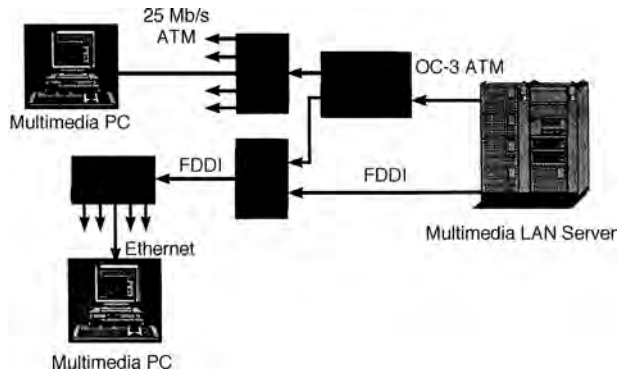 25 Mb/s
ATM
OC-3 ATM
Multimedia PC
FDDI
FDDI
Multimedia LAN Server
Ethernet
Multimedia PC